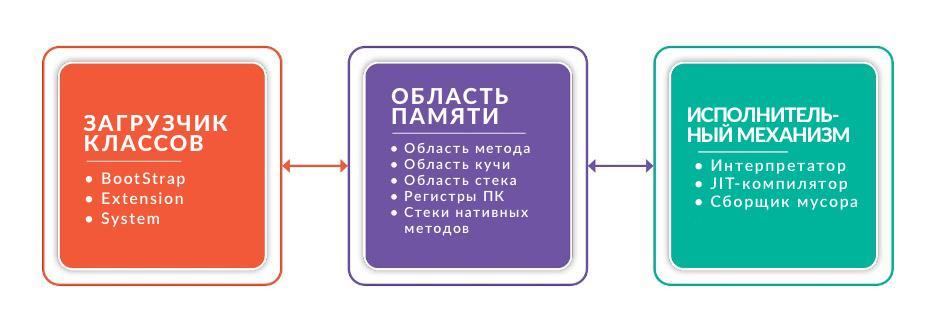 ЗАГРУЗЧИК
КЛАССОВ
• BootStrap
• Extension
• System
ОБЛАСТЬ
ПАМЯТИ
• Область метода
• Область кучи
• Область стека
• Регистры ПК
• Стеки нативных
методов
ИСПОЛНИТЕЛЬ-
НЫЙ МЕХАНИЗМ
• Интерпретатор
• JIT-компилятор
• Сборщик мусора